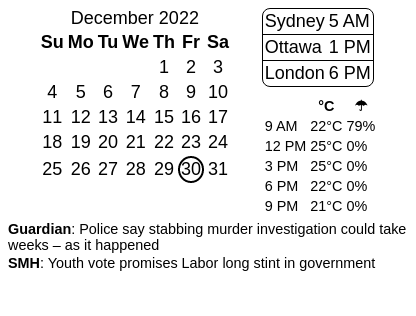 December 2022
Su Mo Tu We Th Fr Sa
1 2 3
4 5 6 7 8 9 10
11 12 13 14 15 16 17
18 19 20 21 22 23 24
25 26 27 28 29 30 31
Sydney 5 AM
Ottawa 1 PM
London 6 PM
°C ☂
9 AM 22°C 79%
12 PM 25°C 0%
3 PM 25°C 0%
6 PM 22°C 0%
9 PM 21°C 0%
Guardian: Police say stabbing murder investigation could take
weeks – as it happened
SMH: Youth vote promises Labor long stint in government